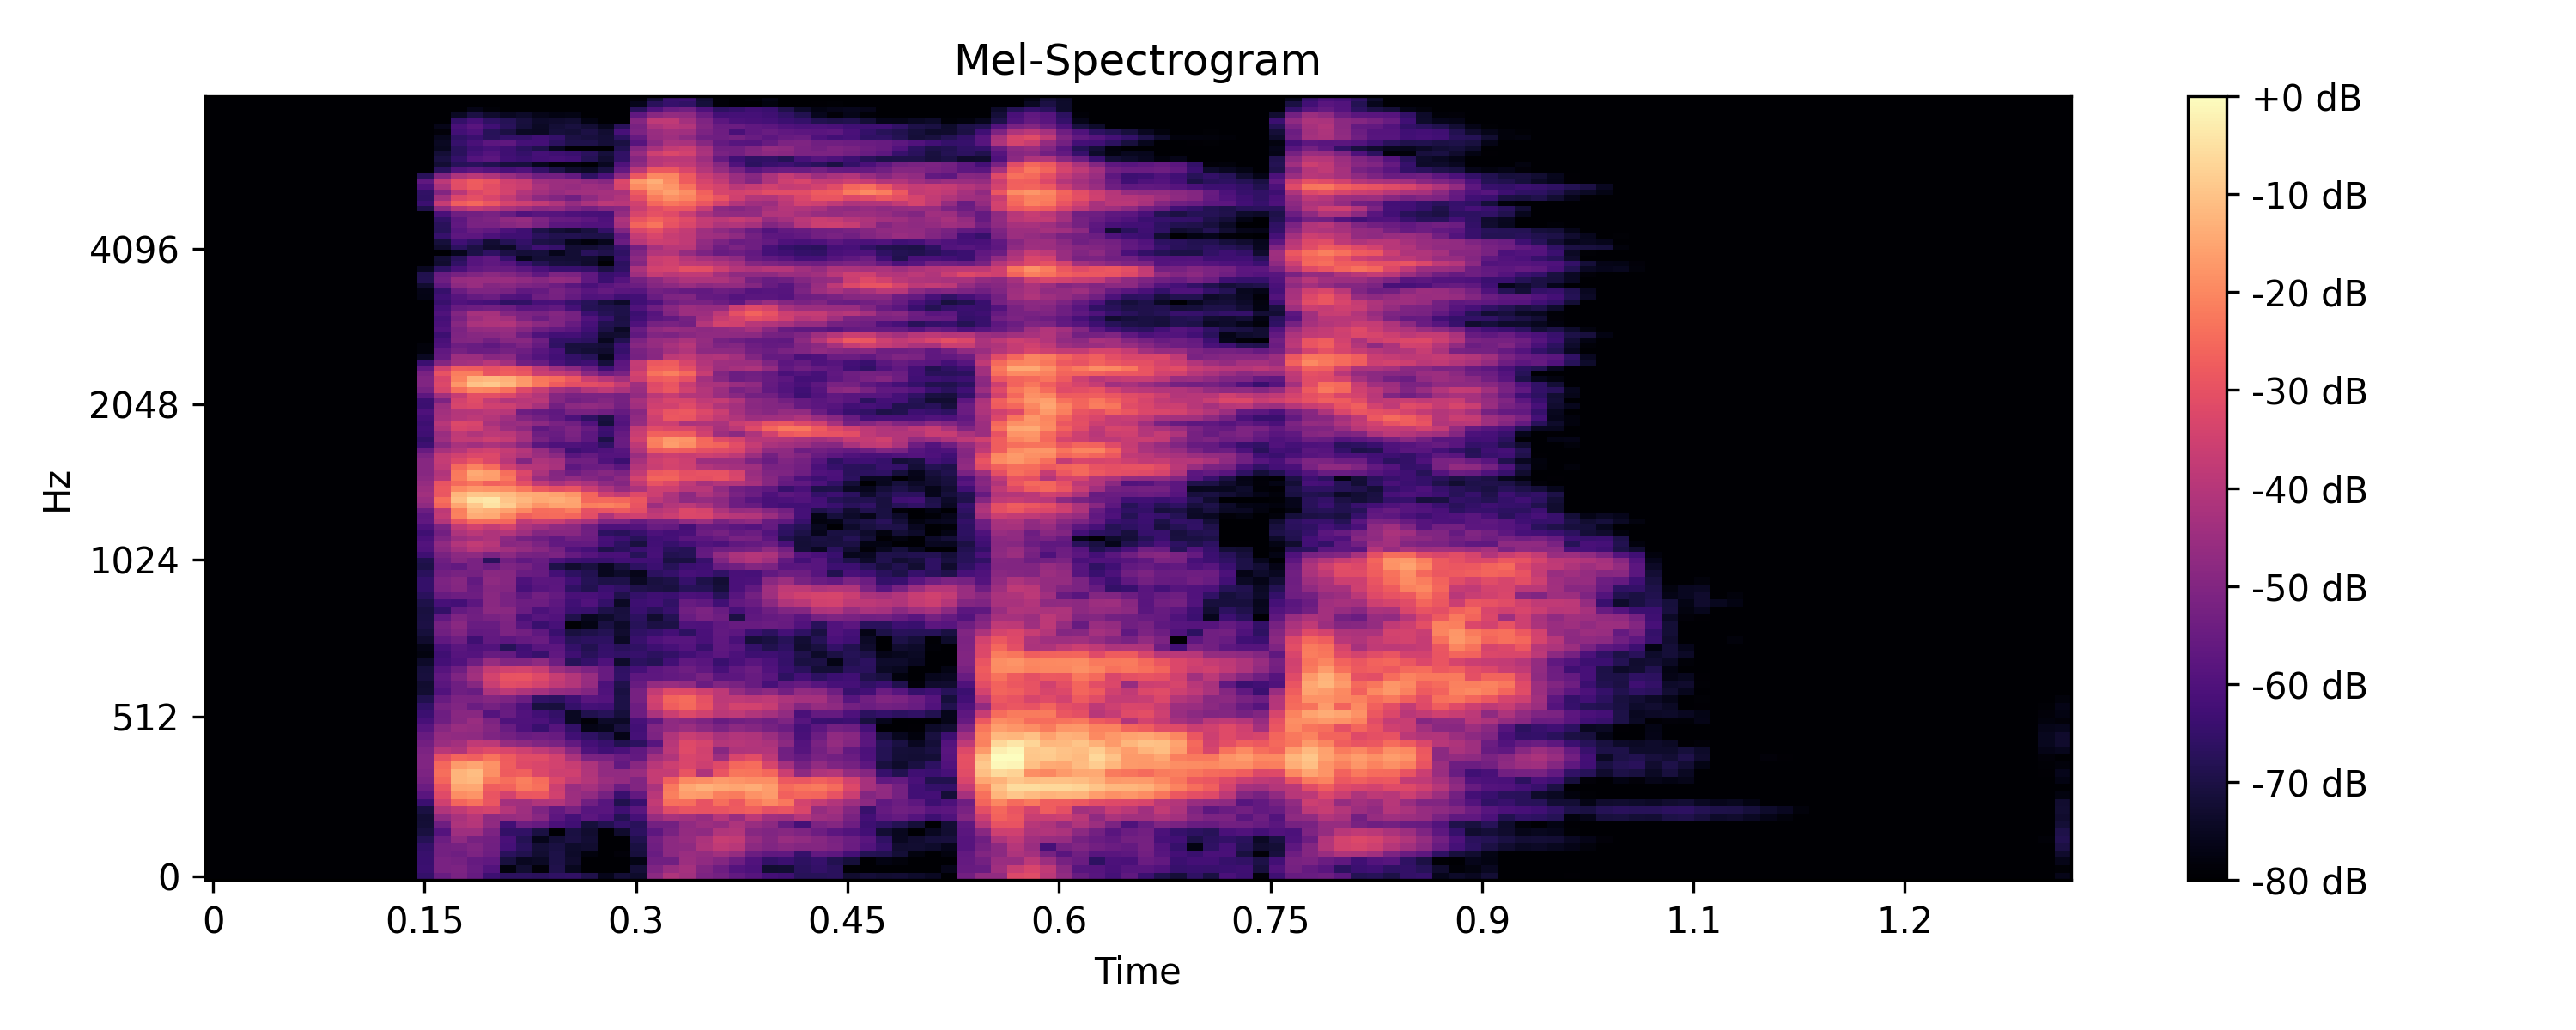 Mel-Spectrogram
Hz
4096
2048
1024
512
0
0 0.15 0.3 0.45 0.6 0.75 0.9 1.1 1.2
Time
+0 dB
-10 dB
-20 dB
-30 dB
-40 dB
-50 dB
-60 dB
-70 dB
-80 dB